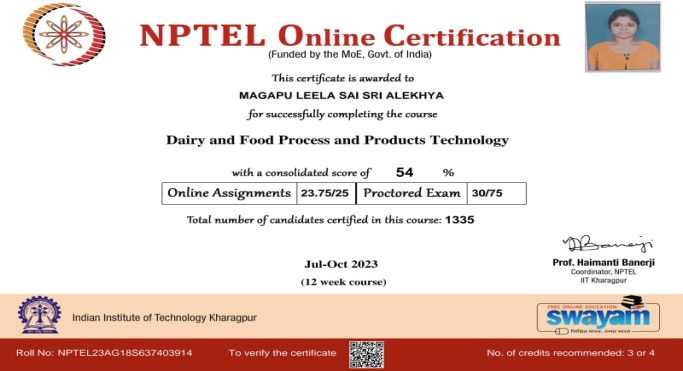 NPTEL Online Certification
(Funded by the MoE, Govt. of India)
This certificate is awarded to
MAGAPU LEELA SAI SRI ALEKHYA
for successfully completing the course
Dairy and Food Process and Products Technology
with a consolidated score of 54 %
Online Assignments 23.75/25 Proctored Exam 30/75
Total number of candidates certified in this course: 1335
Jul-Oct 2023
(12 week course)
Prof. Haimanti Banerji
Coordinator, NPTEL
IIT Kharagpur
Indian Institute of Technology Kharagpur
FREE ONLINE EDUCATION
swayam
Roll No: NPTEL23AG18S637403914 To verify the certificate No. of credits recommended: 3 or 4